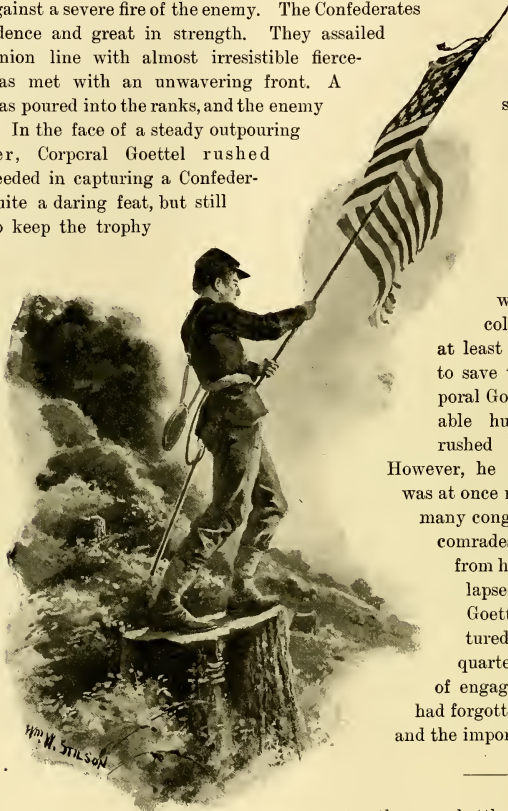 against a severe fire of the enemy. The Confederates
dence and great in strength. They assailed
nion line with almost irresistible fierce-
as met with an unwavering front. A
as poured into the ranks, and the enemy
In the face of a steady outpouring
er, Corporal Goettel rushed
eeded in capturing a Confeder-
uite a daring feat, but still
o keep the trophy
s
w
col
at least
to save
poral Go
able hu
rushed
However, he
was at once
many cong
comrades
from h
lapse
Goett
tured
quarte
of engag
had forgott
and the impor
Wm. W. STILSON